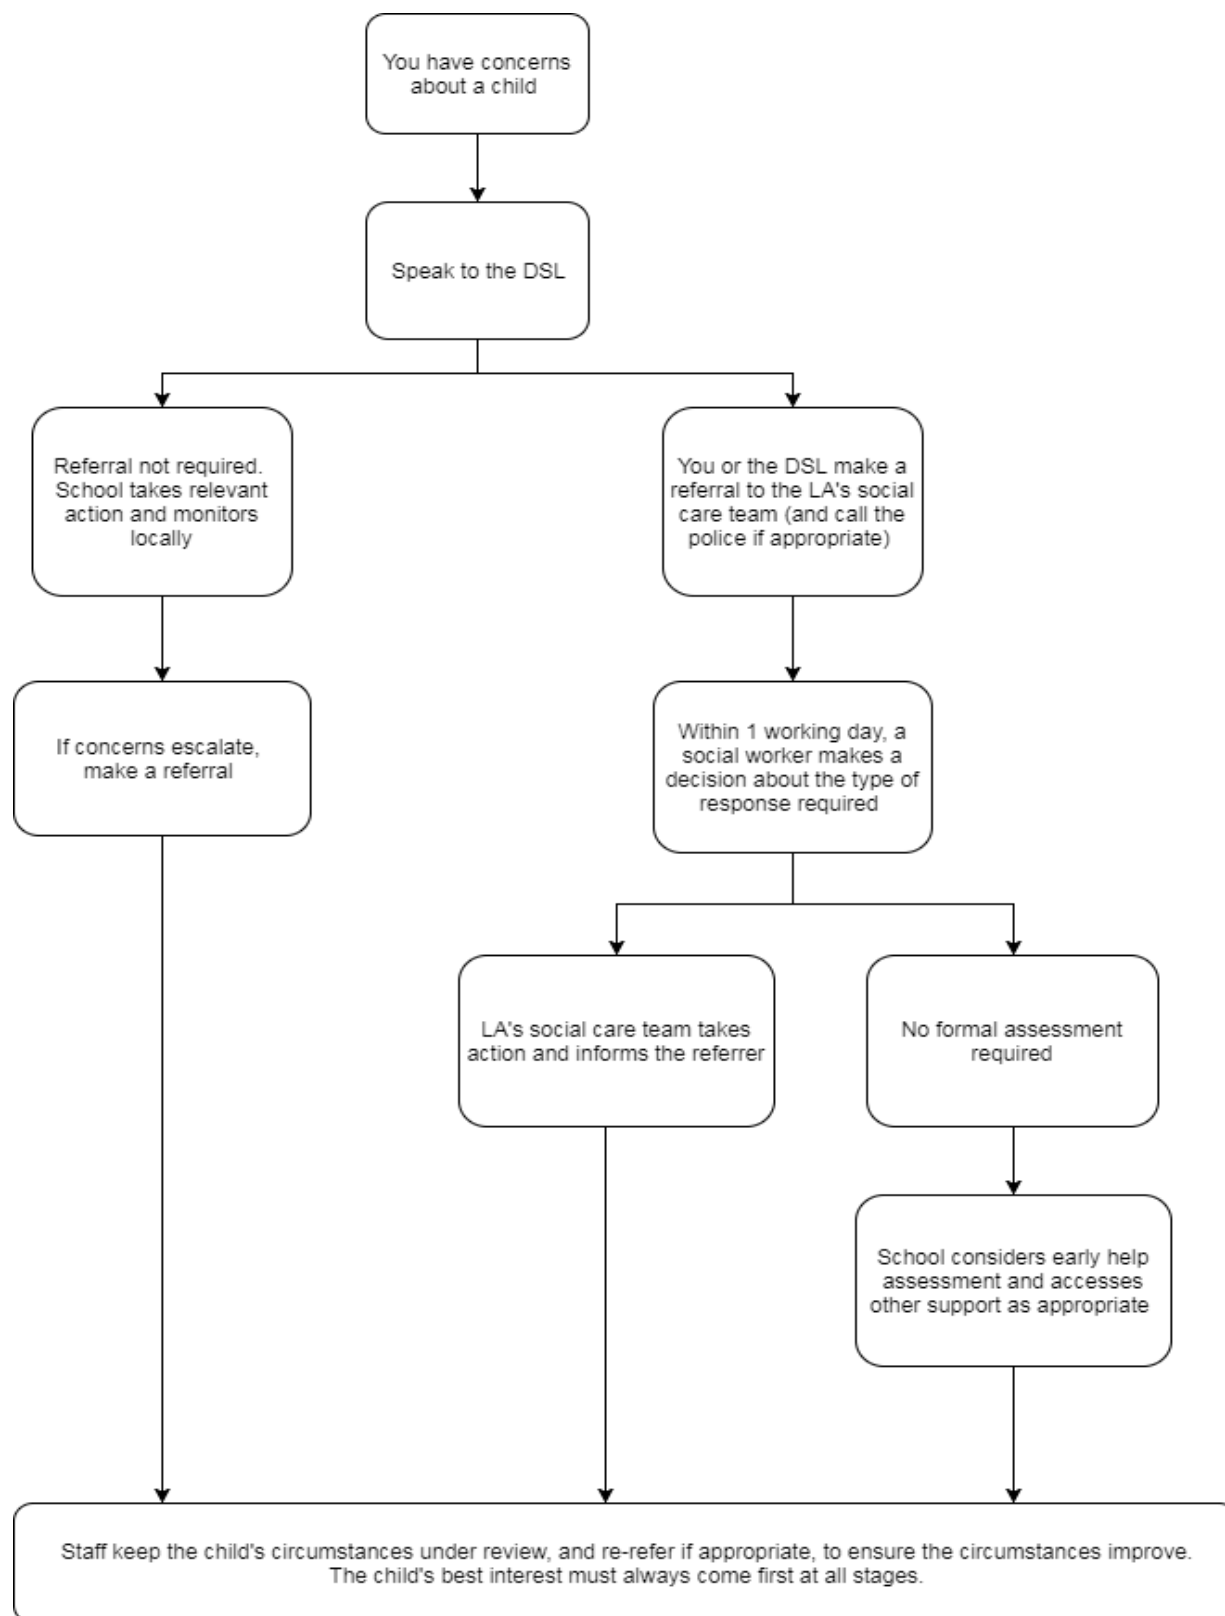 You have concerns
about a child
Speak to the DSL
Referral not required.
School takes relevant
action and monitors
locally
You or the DSL make a
referral to the LA's social
care team (and call the
police if appropriate)
If concerns escalate,
make a referral
Within 1 working day, a
social worker makes a
decision about the type of
response required
LA's social care team takes
action and informs the referrer
No formal assessment
required
School considers early help
assessment and accesses
other support as appropriate
Staff keep the child's circumstances under review, and re-refer if appropriate, to ensure the circumstances improve.
The child's best interest must always come first at all stages.